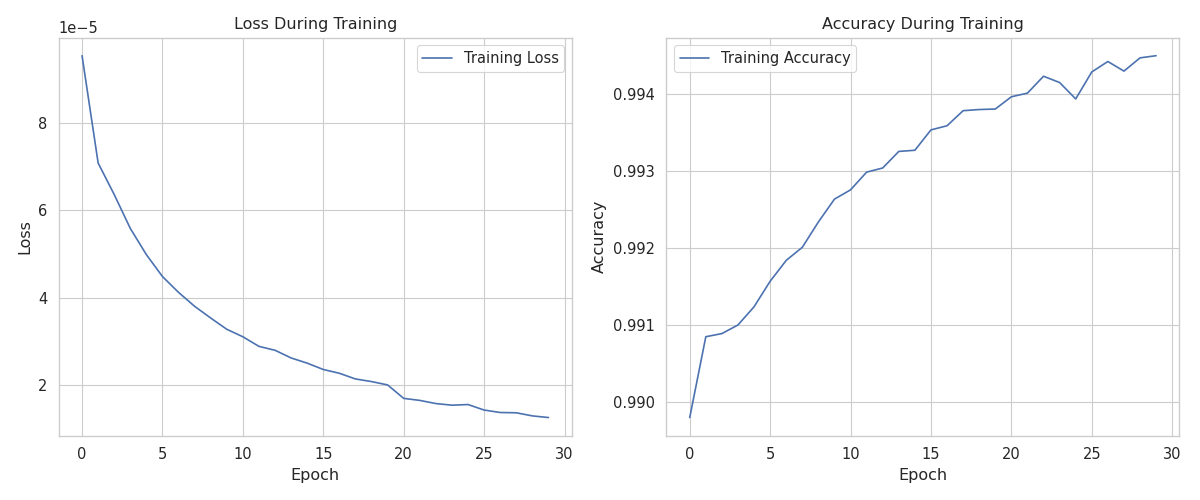 Loss During Training
1e−5
Training Loss
8
6
4
2
Loss
0 5 10 15 20 25 30
Epoch
Accuracy During Training
Training Accuracy
0.994
0.993
0.992
0.991
0.990
Accuracy
0 5 10 15 20 25 30
Epoch